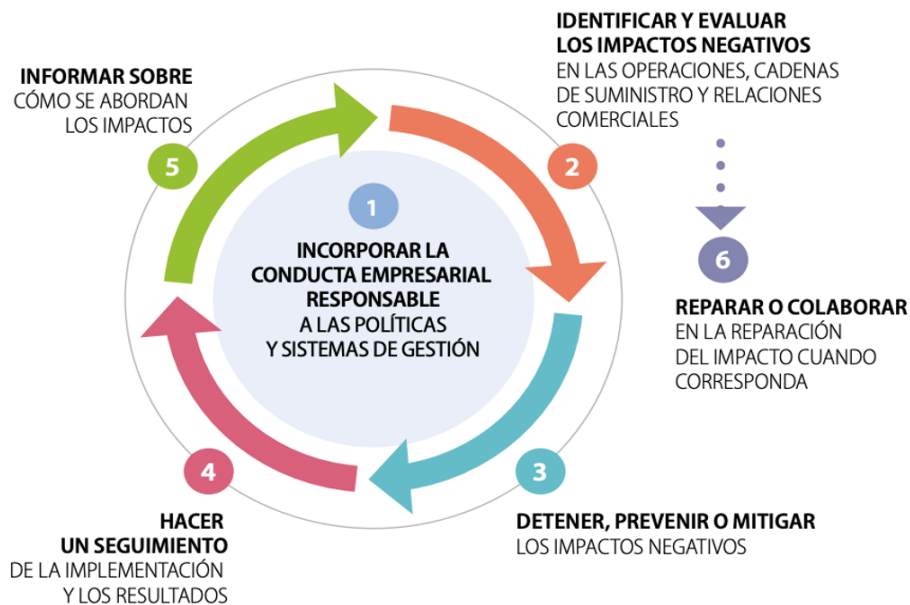 1
INCORPORAR LA
CONDUCTA EMPRESARIAL
RESPONSABLE
A LAS POLÍTICAS
Y SISTEMAS DE GESTIÓN
2
IDENTIFICAR Y EVALUAR
LOS IMPACTOS NEGATIVOS
EN LAS OPERACIONES, CADENAS
DE SUMINISTRO Y RELACIONES
COMERCIALES
3
DETENER, PREVENIR O MITIGAR
LOS IMPACTOS NEGATIVOS
4
HACER
UN SEGUIMIENTO
DE LA IMPLEMENTACIÓN
Y LOS RESULTADOS
5
INFORMAR SOBRE
CÓMO SE ABORDAN
LOS IMPACTOS
6
REPARAR O COLABORAR
EN LA REPARACIÓN
DEL IMPACTO CUANDO
CORRESPONDA